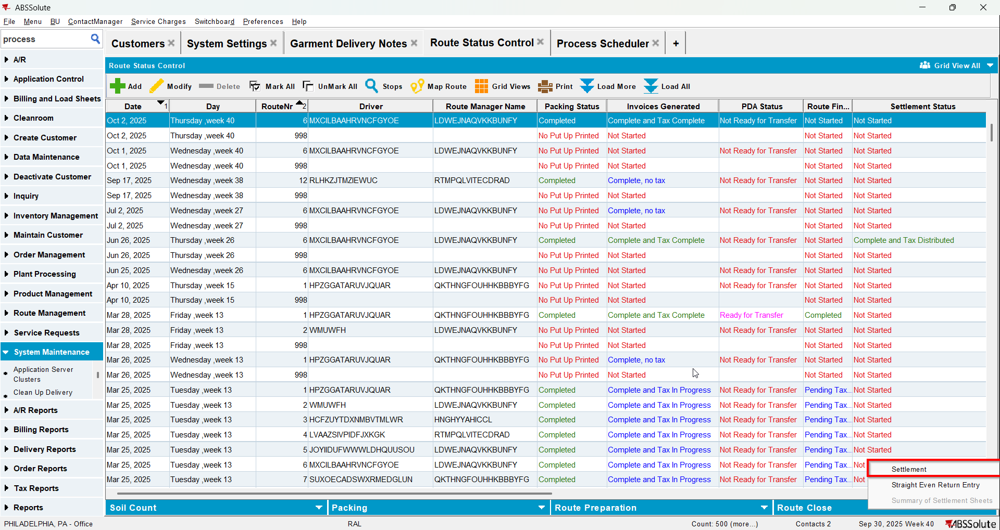 ABSSolute
File Menu BU ContactManager Service Charges Switchboard Preferences Help
process
Customers System Settings Garment Delivery Notes Route Status Control Process Scheduler +
A/R
Application Control
Billing and Load Sheets
Cleanroom
Create Customer
Data Maintenance
Deactivate Customer
Inquiry
Inventory Management
Maintain Customer
Order Management
Plant Processing
Product Management
Route Management
Service Requests
System Maintenance
Application Server
Clusters
Clean Up Delivery
A/R Reports
Billing Reports
Delivery Reports
Order Reports
Tax Reports
Reports
Route Status Control Grid View All
Add Modify Delete Mark All UnMark All Stops Map Route Grid Views Print Load More Load All
Date 1 Day RouteNr 2 Driver Route Manager Name Packing Status Invoices Generated PDA Status Route Fin... Settlement Status
Oct 2, 2025 Thursday ,week 40 6 MXCILBAAHRVNCFGYOE LDWEJNAQVKKBUNFY Completed Complete and Tax Complete Not Ready for Transfer Not Started Not Started
Oct 2, 2025 Thursday ,week 40 998 No Put Up Printed Not Started Not Started Not Started
Oct 1, 2025 Wednesday ,week 40 6 MXCILBAAHRVNCFGYOE LDWEJNAQVKKBUNFY No Put Up Printed Not Started Not Ready for Transfer Not Started Not Started
Oct 1, 2025 Wednesday ,week 40 998 No Put Up Printed Not Started Not Started Not Started
Sep 17, 2025 Wednesday ,week 38 12 RLHKZJTMZIEWUC RTMPQLVITECDRAD Completed Complete, no tax Not Ready for Transfer Not Started Not Started
Sep 17, 2025 Wednesday ,week 38 998 No Put Up Printed Not Started Not Started Not Started
Jul 2, 2025 Wednesday ,week 27 6 MXCILBAAHRVNCFGYOE LDWEJNAQVKKBUNFY No Put Up Printed Complete, no tax Not Ready for Transfer Not Started Not Started
Jul 2, 2025 Wednesday ,week 27 998 No Put Up Printed Not Started Not Started Not Started
Jun 26, 2025 Thursday ,week 26 6 MXCILBAAHRVNCFGYOE LDWEJNAQVKKBUNFY Completed Complete and Tax Complete Not Ready for Transfer Not Started Complete and Tax Distributed
Jun 26, 2025 Thursday ,week 26 998 No Put Up Printed Not Started Not Started Not Started
Jun 25, 2025 Wednesday ,week 26 6 MXCILBAAHRVNCFGYOE LDWEJNAQVKKBUNFY No Put Up Printed Not Started Not Ready for Transfer Not Started Not Started
Apr 10, 2025 Thursday ,week 15 1 HPZGGATARUVJQUAR QKTHNGFOUHHKBBBYFG No Put Up Printed Not Started Not Ready for Transfer Not Started Not Started
Apr 10, 2025 Thursday ,week 15 998 No Put Up Printed Not Started Not Started Not Started
Mar 28, 2025 Friday ,week 13 1 HPZGGATARUVJQUAR QKTHNGFOUHHKBBBYFG Completed Complete and Tax Complete Ready for Transfer Completed Not Started
Mar 28, 2025 Friday ,week 13 2 WMUWFH LDWEJNAQVKKBUNFY No Put Up Printed Not Started Not Ready for Transfer Not Started Not Started
Mar 28, 2025 Friday ,week 13 998 No Put Up Printed Not Started Not Started Not Started
Mar 26, 2025 Wednesday ,week 13 1 HPZGGATARUVJQUAR QKTHNGFOUHHKBBBYFG No Put Up Printed Complete, no tax Not Ready for Transfer Not Started Not Started
Mar 26, 2025 Wednesday ,week 13 998 No Put Up Printed Not Started Not Started Not Started
Mar 25, 2025 Tuesday ,week 13 1 HPZGGATARUVJQUAR QKTHNGFOUHHKBBBYFG Completed Complete and Tax In Progress Not Ready for Transfer Pending Tax... Not Started
Mar 25, 2025 Tuesday ,week 13 2 WMUWFH LDWEJNAQVKKBUNFY Completed Complete and Tax In Progress Not Ready for Transfer Pending Tax... Not Started
Mar 25, 2025 Tuesday ,week 13 3 HCFZUYTDXNMBVTMLWR HNGHYYAHICCL Completed Complete and Tax In Progress Not Ready for Transfer Pending Tax... Not Started
Mar 25, 2025 Tuesday ,week 13 4 LVAAZSIVPIDFJXKGK RTMPQLVITECDRAD Completed Complete and Tax In Progress Not Ready for Transfer Pending Tax... Not Started
Mar 25, 2025 Tuesday ,week 13 5 JOYIIDUFWWWLDHQUUSOU LDWEJNAQVKKBUNFY Completed Complete and Tax In Progress Not Ready for Transfer Pending Tax... Not Started
Mar 25, 2025 Tuesday ,week 13 6 MXCILBAAHRVNCFGYOE LDWEJNAQVKKBUNFY Completed Complete and Tax In Progress Not Ready for Transfer Pending Tax... Not
Mar 25, 2025 Tuesday ,week 13 7 SUXOECADSWXRMEDGLUN QKTHNGFOUHHKBBBYFG Completed Complete and Tax In Progress Not Ready for Transfer Pending Tax... Not
Settlement
Straight Even Return Entry
Summary of Settlement Sheets
Soil Count Packing Route Preparation Route Close
PHILADELPHIA, PA - Office RAL Count: 500 (more...) Contacts 2 Sep 30, 2025 Week 40 ABSSolute